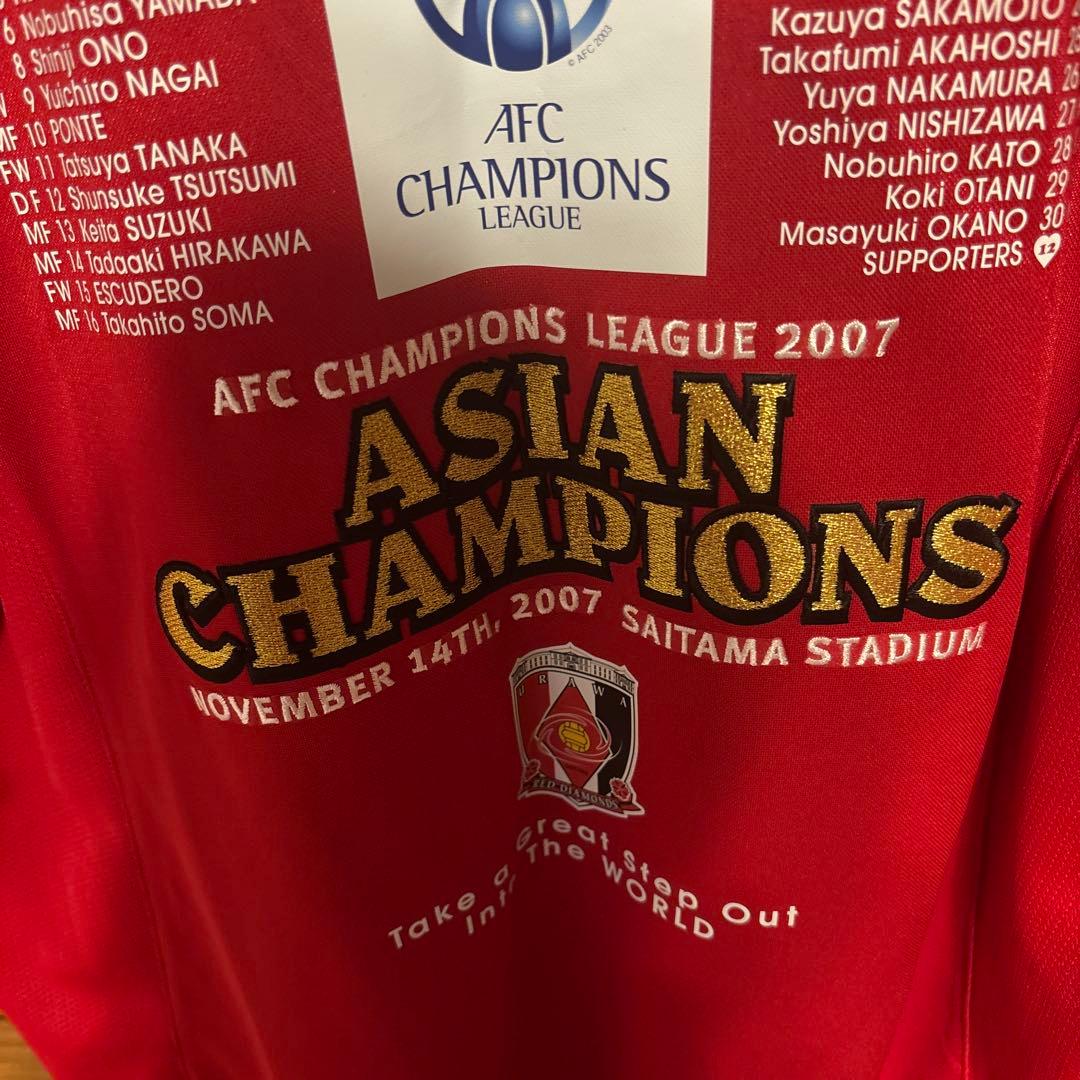 6 Nobuhisa YAMADA
8 Shinji ONO
9 Yuichiro NAGAI
MF 10 PONTE
FW 11 Tatsuya TANAKA
DF 12 Shunsuke TSUTSUMI
MF 13 Keita SUZUKI
MF 14 Tadaaki HIRAKAWA
FW 15 ESCUDERO
MF 16 Takahito SOMA
© AFC 2003
AFC
CHAMPIONS
LEAGUE
Kazuya SAKAMOTO
Takafumi AKAHOSHI
Yuya NAKAMURA 26
Yoshiya NISHIZAWA 27
Nobuhiro KATO 28
Koki OTANI 29
Masayuki OKANO 30
SUPPORTERS 12
AFC CHAMPIONS LEAGUE 2007
ASIAN
CHAMPIONS
NOVEMBER 14TH, 2007 SAITAMA STADIUM
URAWA
RED DIAMONDS
Take a Great Step Out
Into The WORLD